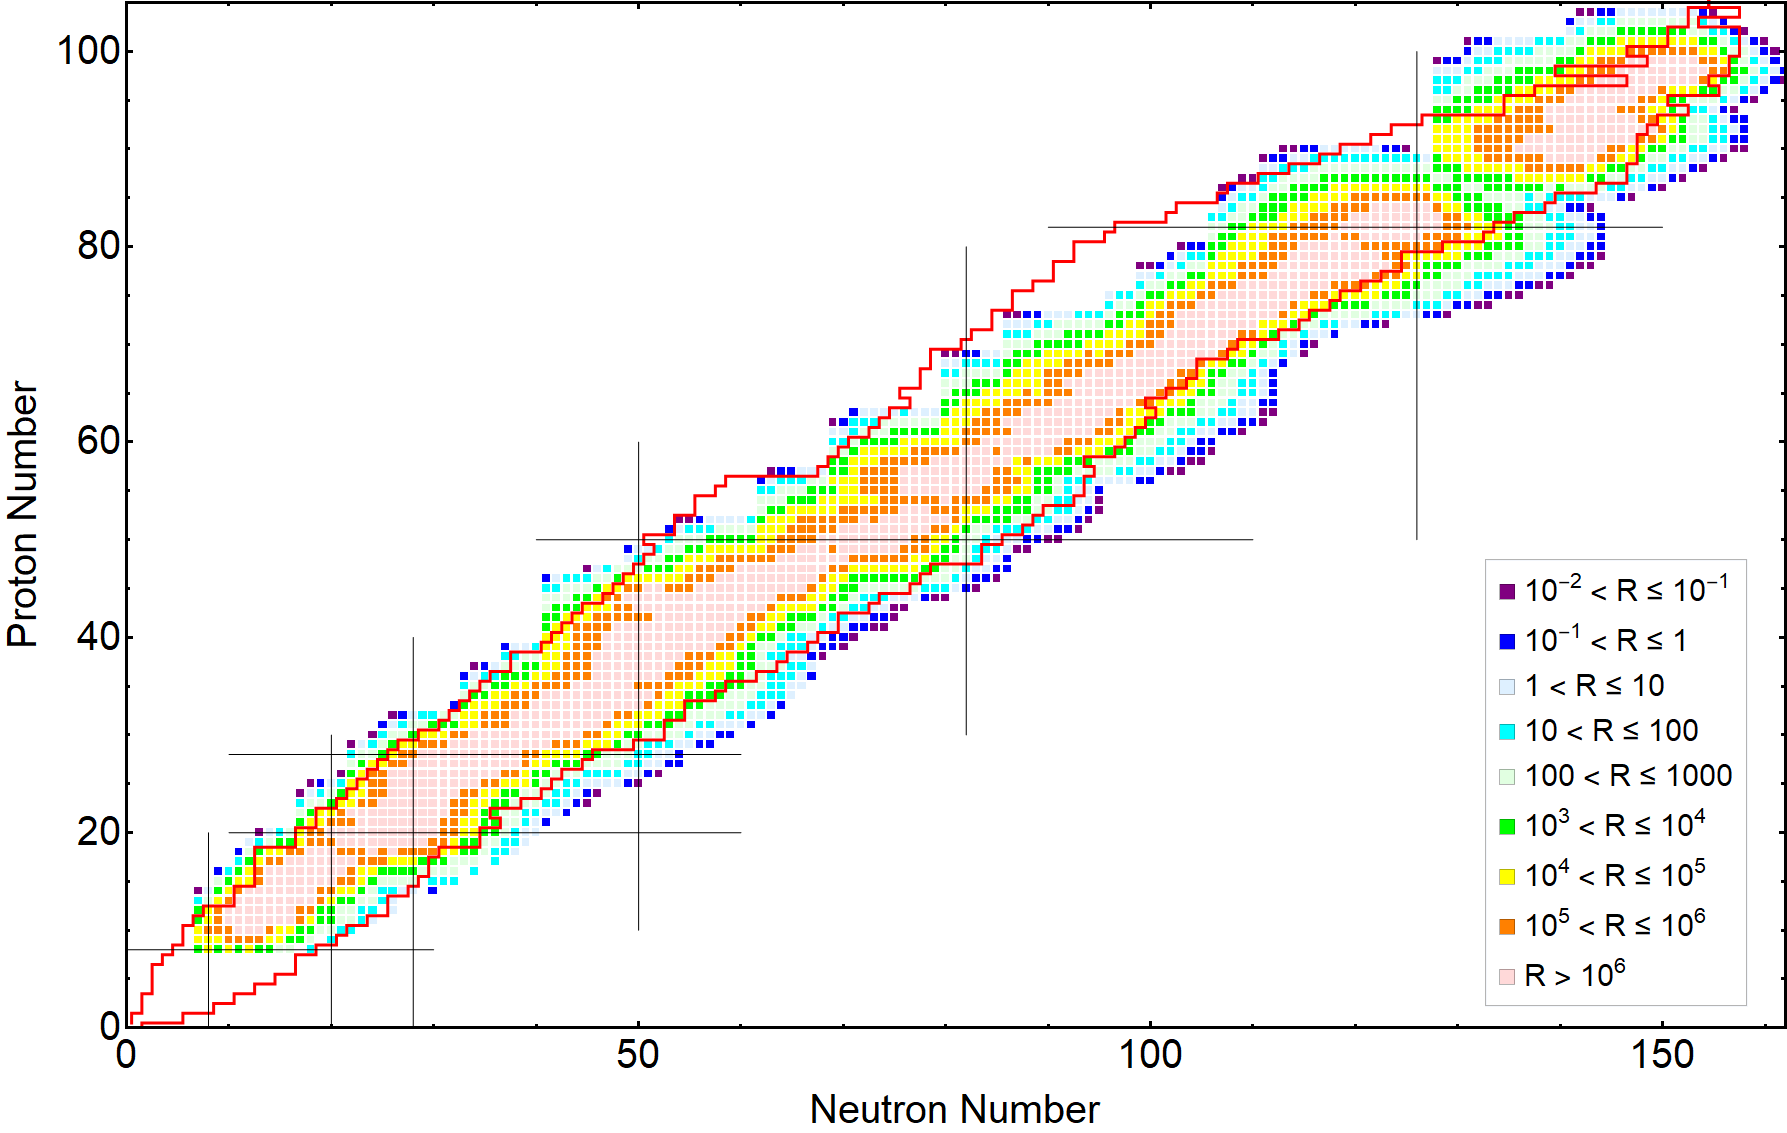 Proton Number
100
80
60
40
20
0
0 50 100 150
Neutron Number
10⁻² < R ≤ 10⁻¹
10⁻¹ < R ≤ 1
1 < R ≤ 10
10 < R ≤ 100
100 < R ≤ 1000
10³ < R ≤ 10⁴
10⁴ < R ≤ 10⁵
10⁵ < R ≤ 10⁶
R > 10⁶